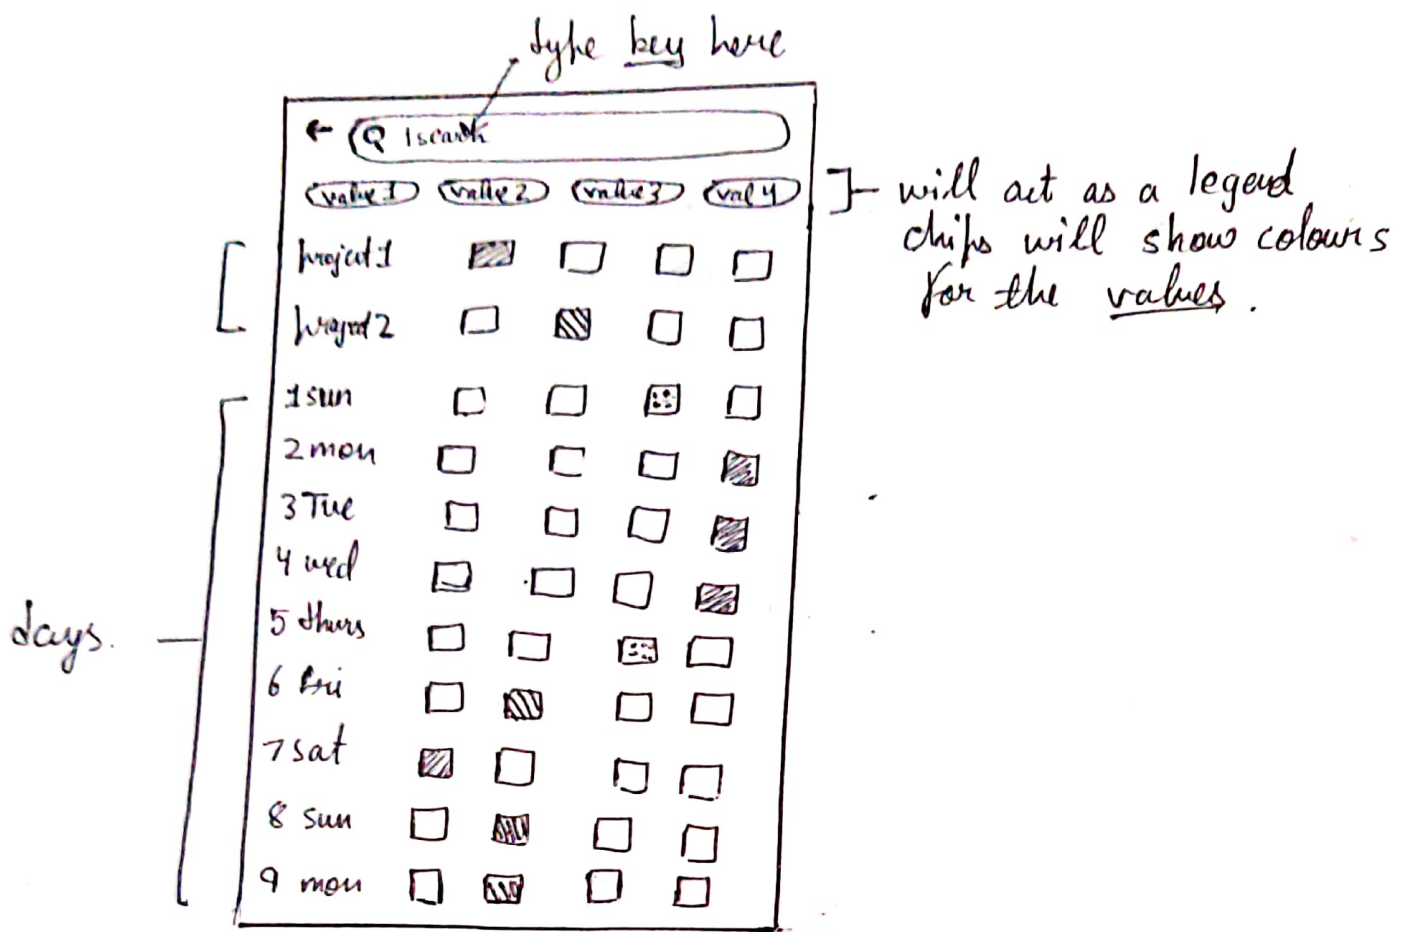 type key here
← search
value 1 value 2 value 3 val 4
will act as a legend
chips will show colours
for the values.
project 1
project 2
1 sun
2 mon
3 Tue
4 wed
5 thurs
days.
6 fri
7 sat
8 sun
9 mon